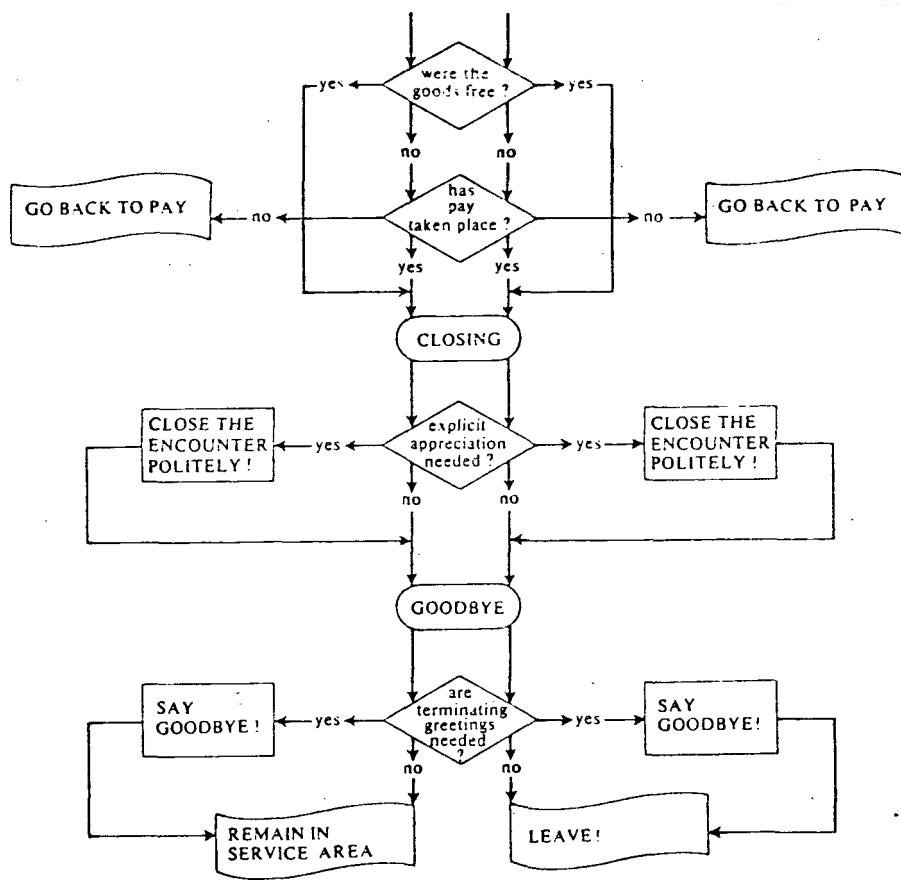 were the
yes goods free ? yes
no no
has
pay
GO BACK TO PAY no taken place ? no GO BACK TO PAY
yes yes
CLOSING
CLOSE THE explicit CLOSE THE
ENCOUNTER yes appreciation yes ENCOUNTER
POLITELY ! needed ? POLITELY !
no no
GOODBYE
are
SAY terminating SAY
GOODBYE ! yes greetings yes GOODBYE!
needed
?
no no
REMAIN IN
SERVICE AREA LEAVE!